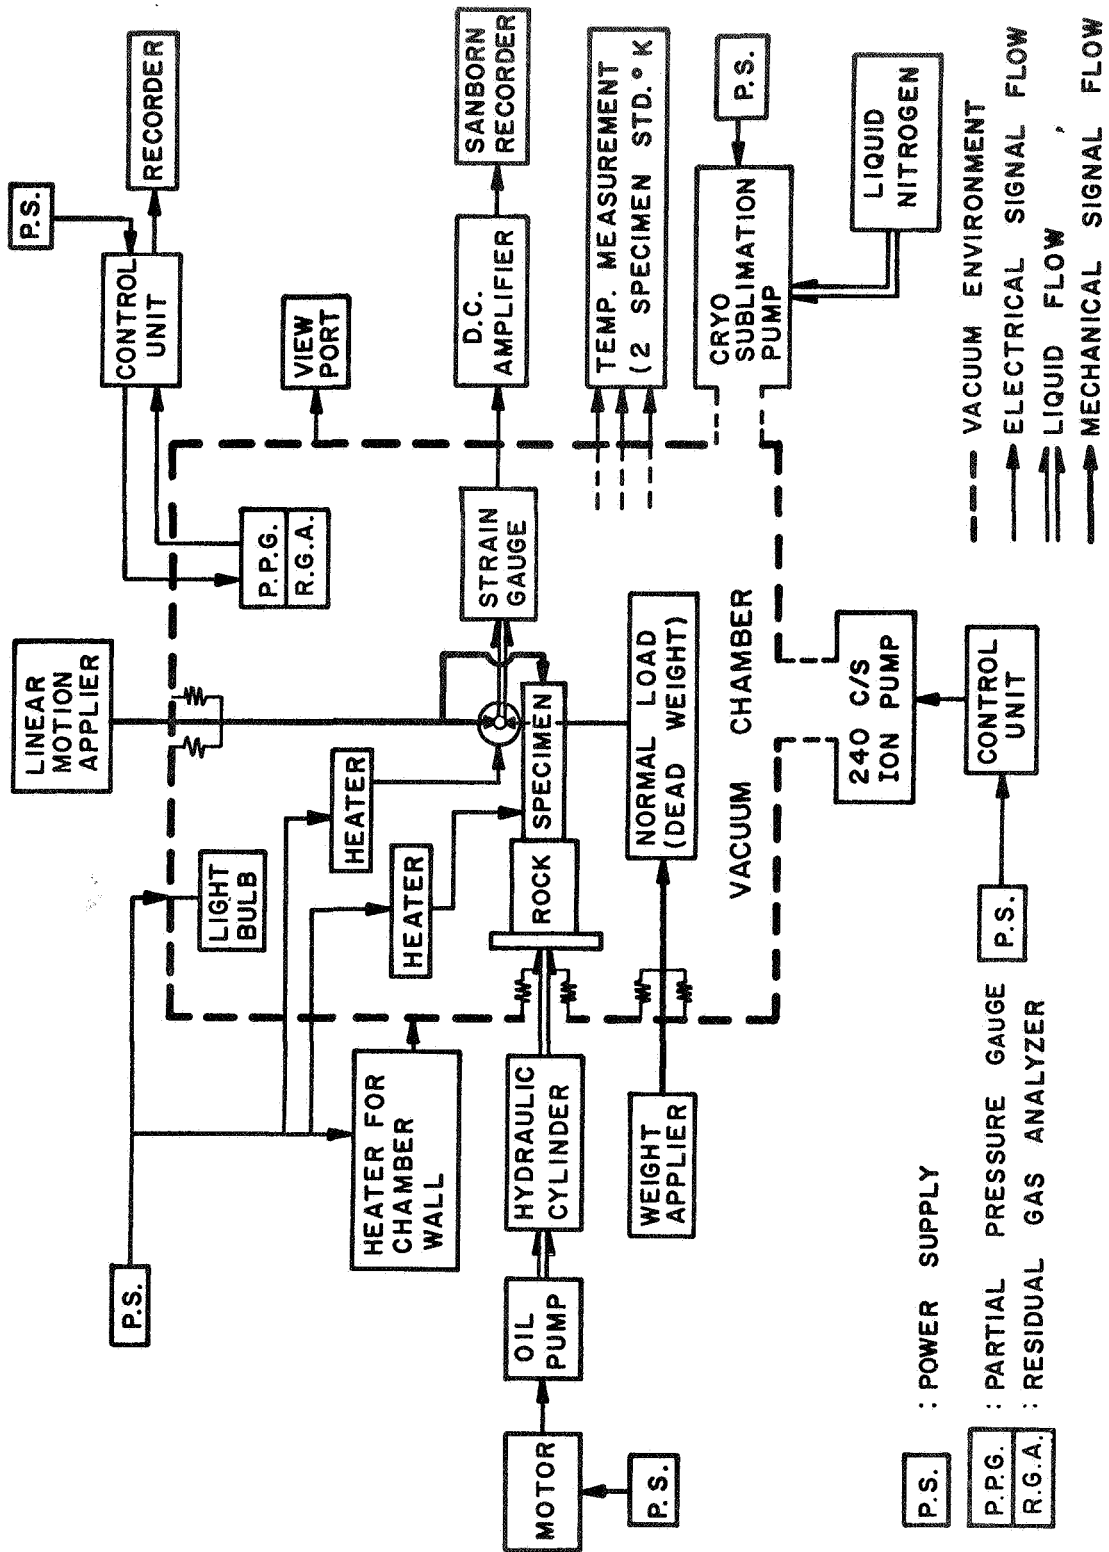 LINEAR
MOTION
APPLIER
P.S.
CONTROL
UNIT
RECORDER
P.S.
LIGHT
BULB
P.P.G.
R.G.A.
VIEW
PORT
HEATER
HEATER
HEATER FOR
CHAMBER
WALL
STRAIN
GAUGE
D.C.
AMPLIFIER
SANBORN
RECORDER
MOTOR
OIL
PUMP
HYDRAULIC
CYLINDER
ROCK
SPECIMEN
TEMP. MEASUREMENT
(2 SPECIMEN STD.° K
P.S.
WEIGHT
APPLIER
NORMAL LOAD
(DEAD WEIGHT)
VACUUM CHAMBER
CRYO
SUBLIMATION
PUMP
P.S.
240 C/S
ION PUMP
LIQUID
NITROGEN
P.S.
CONTROL
UNIT
P.S. : POWER SUPPLY
P.P.G. : PARTIAL PRESSURE GAUGE
R.G.A. : RESIDUAL GAS ANALYZER
VACUUM ENVIRONMENT
ELECTRICAL SIGNAL FLOW
LIQUID FLOW
MECHANICAL SIGNAL FLOW